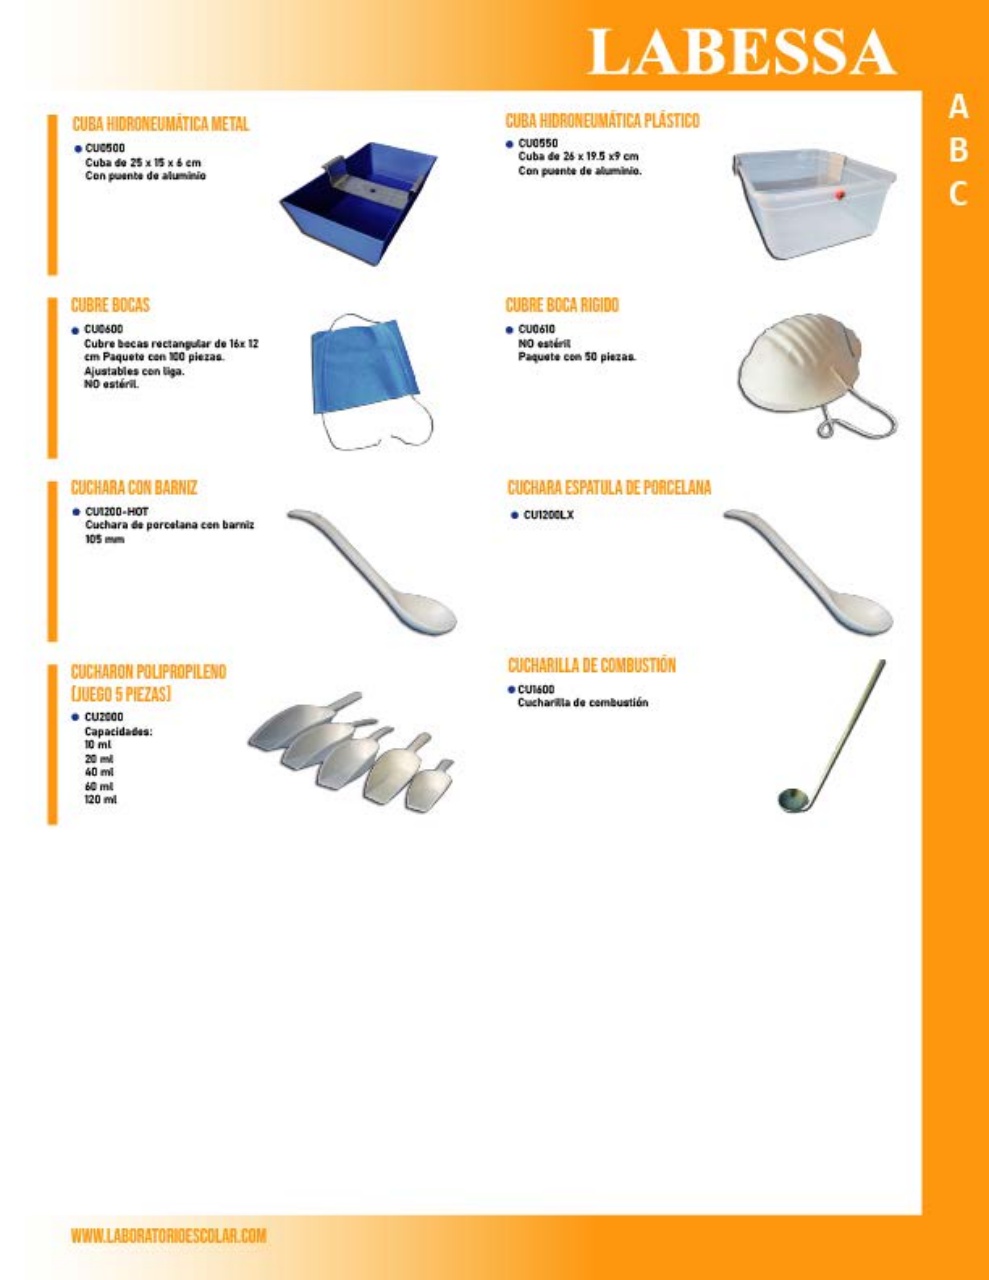 LABESSA
A
B
C
CUBA HIDRONEUMÁTICA METAL
CU0500
Cuba de 25 x 15 x 6 cm
Con puente de aluminio
CUBA HIDRONEUMÁTICA PLÁSTICO
CU0550
Cuba de 26 x 19.5 x9 cm
Con puente de aluminio.
CUBRE BOCAS
CU0600
Cubre bocas rectangular de 16x 12
cm Paquete con 100 piezas.
Ajustables con liga.
NO estéril.
CUBRE BOCA RIGIDO
CU0610
NO estéril
Paquete con 50 piezas.
CUCHARA CON BARNIZ
CU1200-HOT
Cuchara de porcelana con barniz
105 mm
CUCHARA ESPATULA DE PORCELANA
CU1200LX
CUCHARON POLIPROPILENO
(JUEGO 5 PIEZAS)
CU2000
Capacidades:
10 ml
20 ml
40 ml
60 ml
120 ml
CUCHARILLA DE COMBUSTIÓN
CU1600
Cucharilla de combustión
WWW.LABORATORIOESCOLAR.COM